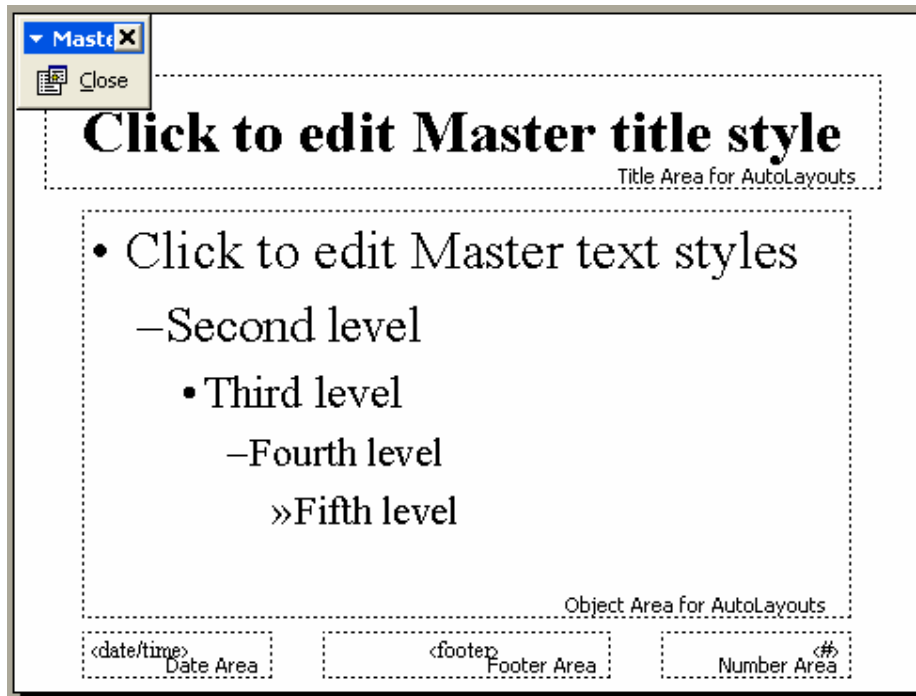 Maste
Close
Click to edit Master title style
Title Area for AutoLayouts
• Click to edit Master text styles
–Second level
•Third level
–Fourth level
»Fifth level
Object Area for AutoLayouts
<date/time>
Date Area
<footer>
Footer Area
<#>
Number Area